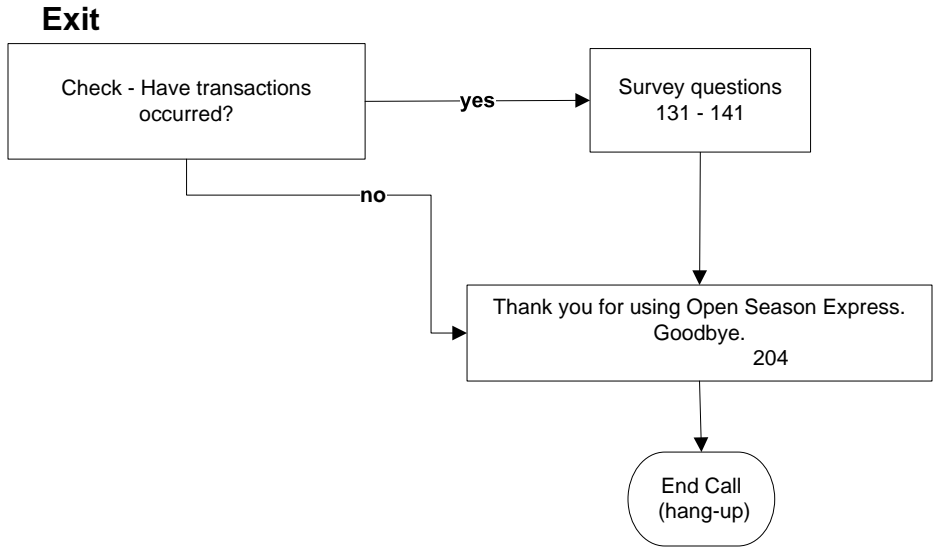 Exit
Check - Have transactions
occurred?
yes
Survey questions
131 - 141
no
Thank you for using Open Season Express.
Goodbye.
204
End Call
(hang-up)